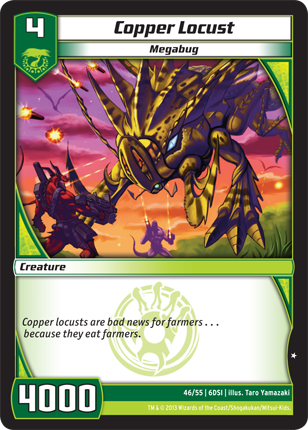 4
Copper Locust
Megabug
Creature
Copper locusts are bad news for farmers . . .
because they eat farmers.
4000
46/55 | 6DSI | illus. Taro Yamazaki
TM & © 2013 Wizards of the Coast/Shogakukan/Mitsui-Kids